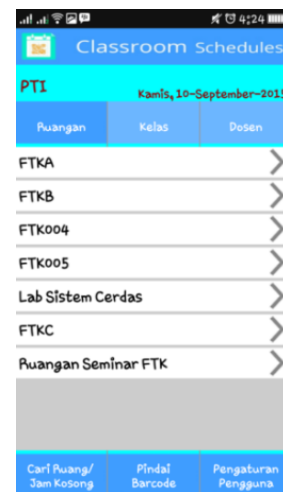 4:24
Classroom Schedules
PTI
Kamis, 10-September-2015
Ruangan Kelas Dosen
FTKA
FTKB
FTK004
FTK005
Lab Sistem Cerdas
FTKC
Ruangan Seminar FTK
Cari Ruang/ Pindai Pengaturan
Jam Kosong Barcode Pengguna